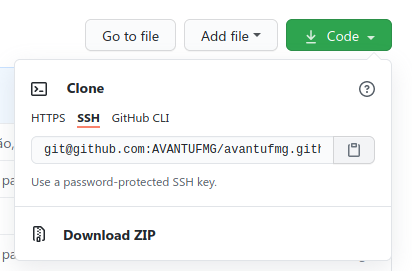 Go to file
Add file
Code
Clone
HTTPS SSH GitHub CLI
git@github.com:AVANTUFMG/avantufmg.gith
Use a password-protected SSH key.
Download ZIP